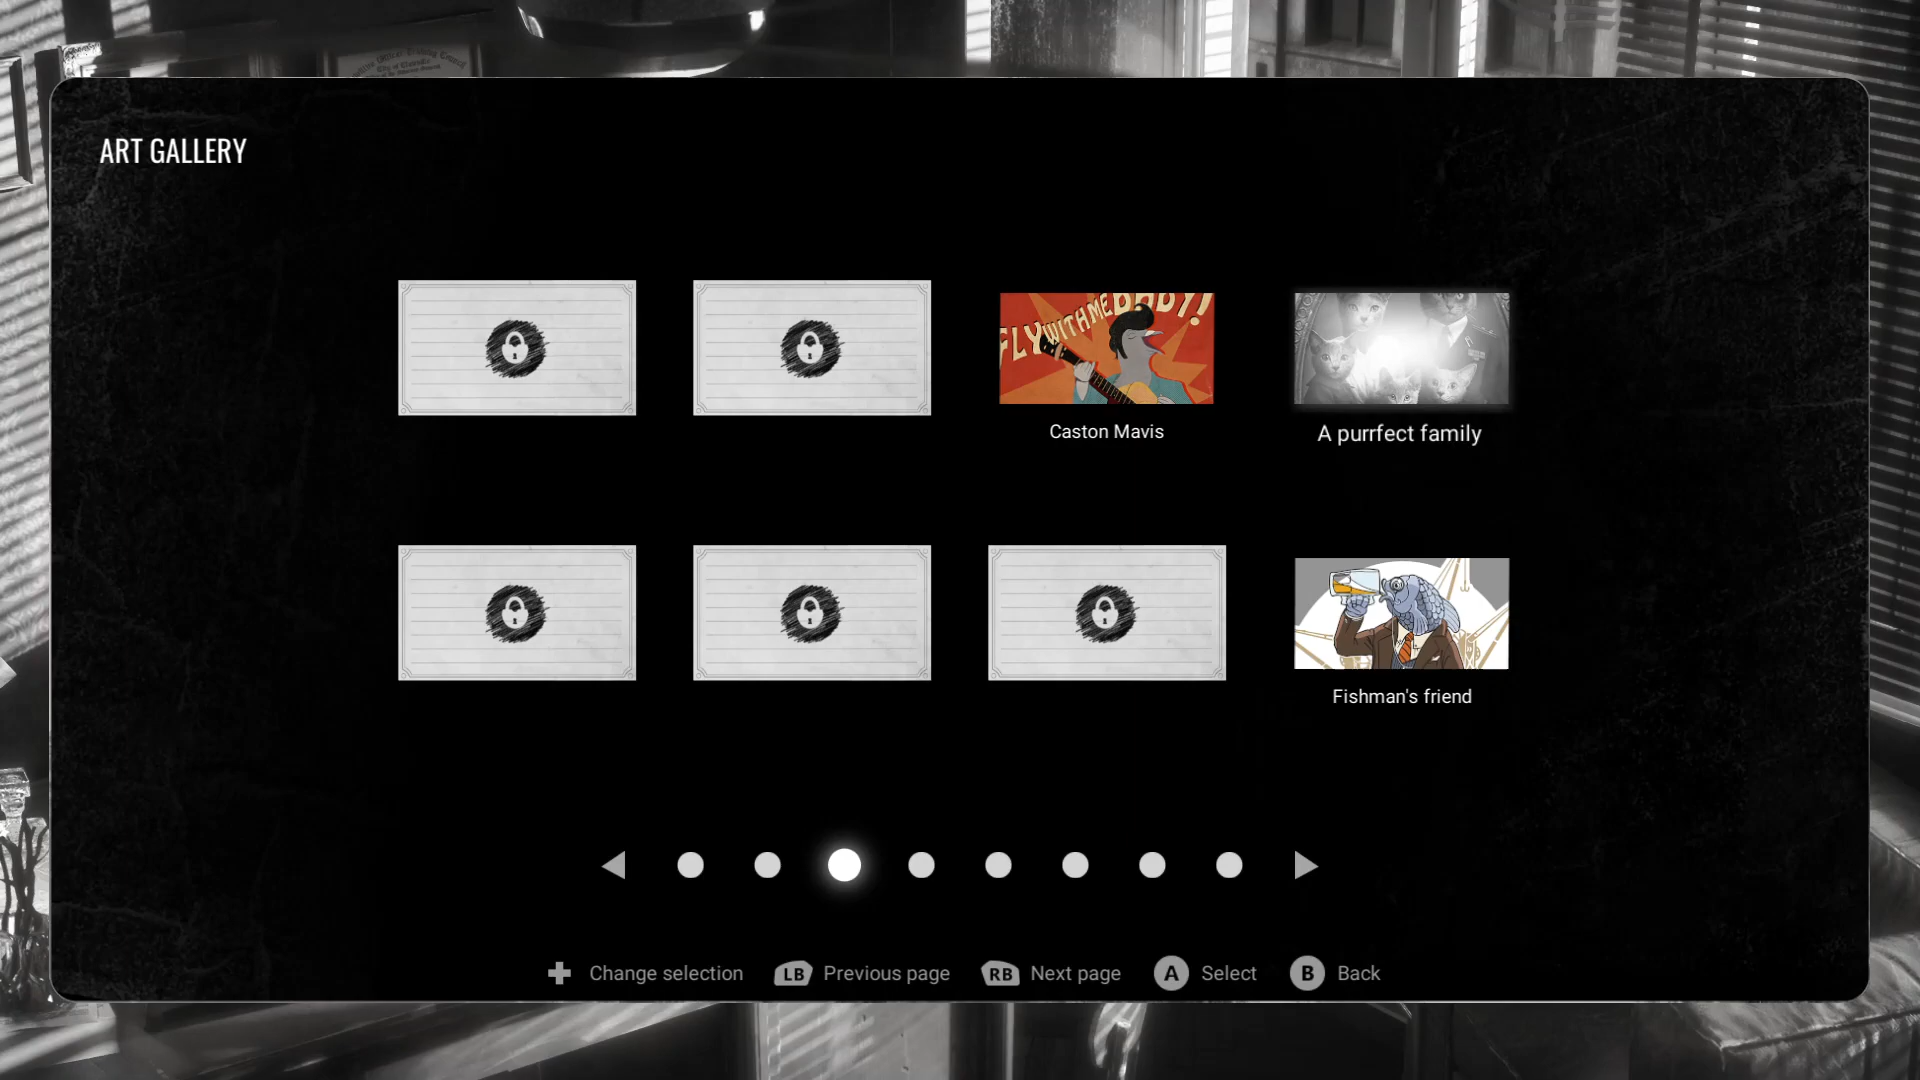 ART GALLERY
FLY WITH ME BABY!
Caston Mavis
A purrfect family
Fishman's friend
Change selection
LB Previous page
RB Next page
A Select
B Back